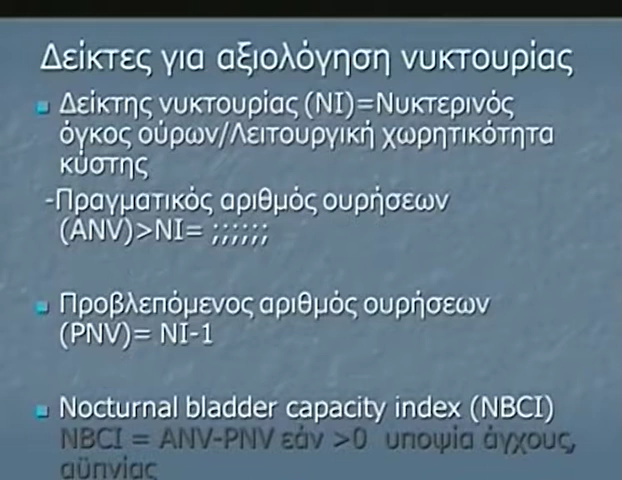 Δείκτες για αξιολόγηση νυκτουρίας
Δείκτης νυκτουρίας (NI)=Νυκτερινός
όγκος ούρων/Λειτουργική χωρητικότητα
κύστης
-Πραγματικός αριθμός ουρήσεων
(ANV)>NI= ;;;;;;
Προβλεπόμενος αριθμός ουρήσεων
(PNV)= NI-1
Nocturnal bladder capacity index (NBCI)
NBCI = ANV-PNV εάν >0 υποψία άγχους,
αϋπνίας